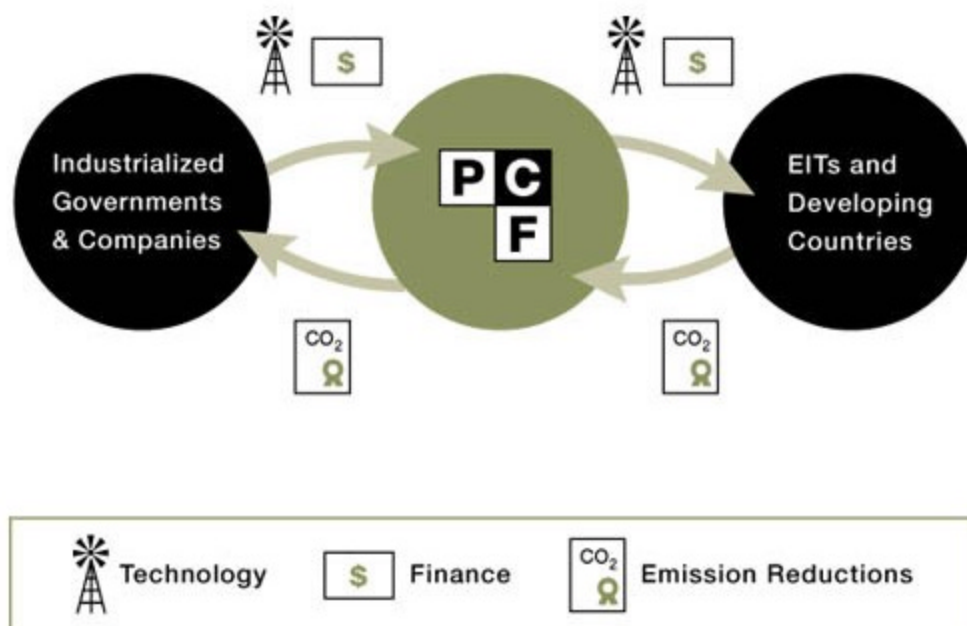 $
$
Industrialized
Governments
& Companies
P C
F
EITs and
Developing
Countries
CO₂
CO₂
Technology
$
Finance
CO₂
Emission Reductions